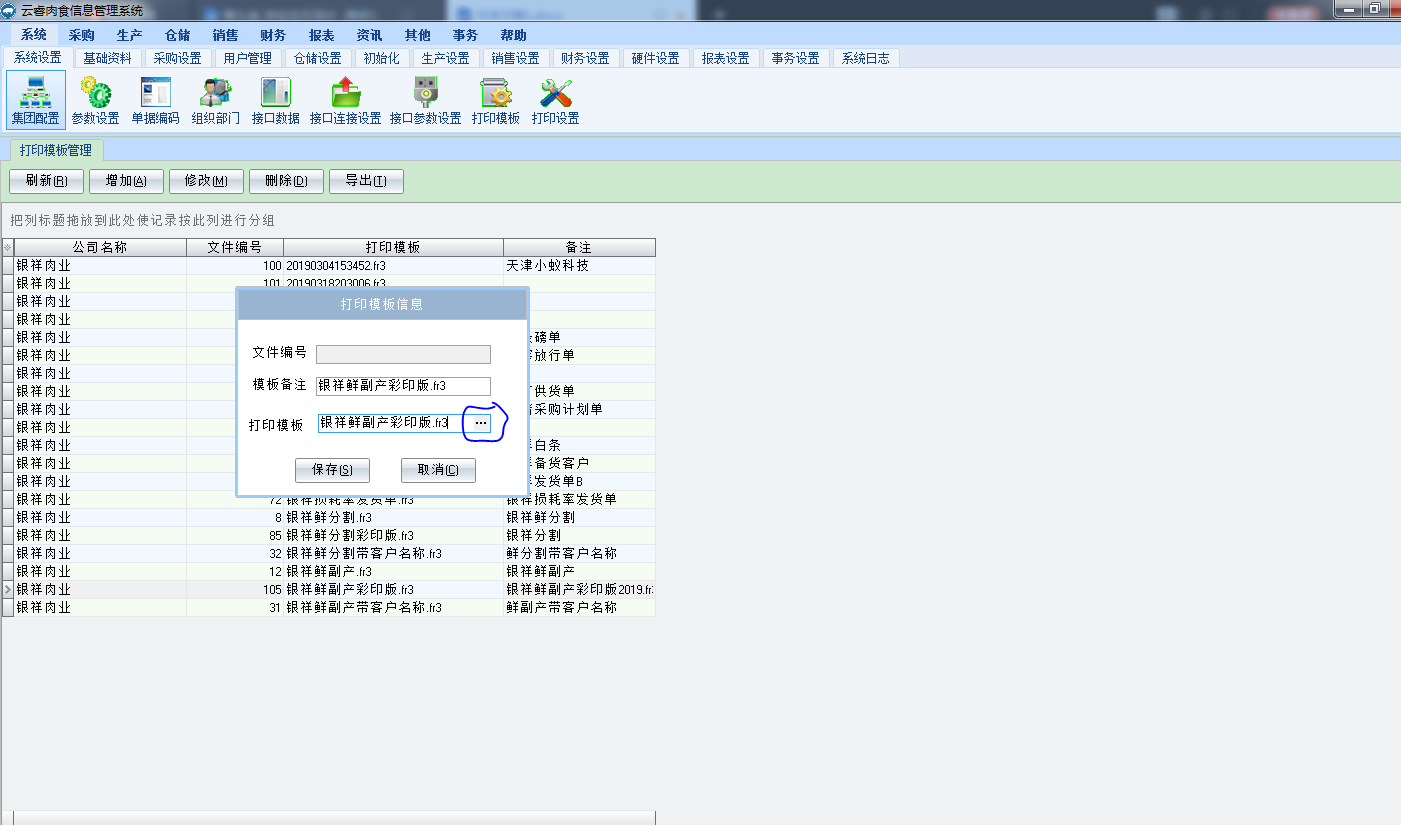 云睿肉食信息管理系统
系统 采购 生产 仓储 销售 财务 报表 资讯 其他 事务 帮助
系统设置 基础资料 采购设置 用户管理 仓储设置 初始化 生产设置 销售设置 财务设置 硬件设置 报表设置 事务设置 系统日志
集团配置 参数设置 单据编码 组织部门 接口数据 接口连接设置 接口参数设置 打印模板 打印设置
打印模板管理
刷新(R) 增加(A) 修改(M) 删除(D) 导出(T)
把列标题拖放到此处使记录按此列进行分组
公司名称 文件编号 打印模板 备注
银祥肉业 100 20190304153452.fr3 天津小蚁科技
银祥肉业 101 20190318203006.fr3
银祥肉业
银祥肉业
银祥肉业 磅单
银祥肉业 放行单
银祥肉业
银祥肉业 供货单
银祥肉业 采购计划单
银祥肉业
银祥肉业 白条
银祥肉业 备货客户
银祥肉业 发货单B
银祥肉业 72 银祥损耗率发货单.fr3 银祥损耗率发货单
银祥肉业 8 银祥鲜分割.fr3 银祥鲜分割
银祥肉业 85 银祥鲜分割彩印版.fr3 银祥分割
银祥肉业 32 银祥鲜分割带客户名称.fr3 鲜分割带客户名称
银祥肉业 12 银祥鲜副产.fr3 银祥鲜副产
银祥肉业 105 银祥鲜副产彩印版.fr3 银祥鲜副产彩印版2019.fr
银祥肉业 31 银祥鲜副产带客户名称.fr3 鲜副产带客户名称
打印模板信息
文件编号
模板备注 银祥鲜副产彩印版.fr3
打印模板 银祥鲜副产彩印版.fr3 ...
保存(S) 取消(C)